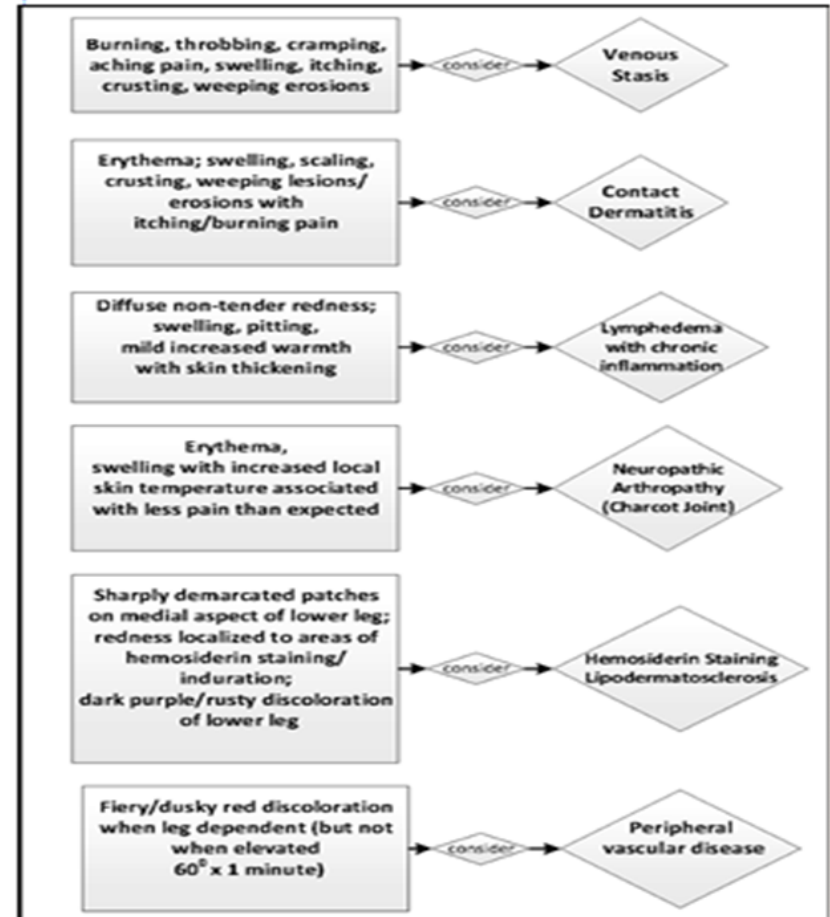 Burning, throbbing, cramping,
aching pain, swelling, itching,
crusting, weeping erosions
consider
Venous
Stasis
Erythema; swelling, scaling,
crusting, weeping lesions/
erosions with
itching/burning pain
consider
Contact
Dermatitis
Diffuse non-tender redness;
swelling, pitting,
mild increased warmth
with skin thickening
consider
Lymphedema
with chronic
inflammation
Erythema,
swelling with increased local
skin temperature associated
with less pain than expected
consider
Neuropathic
Arthropathy
(Charcot Joint)
Sharply demarcated patches
on medial aspect of lower leg;
redness localized to areas of
hemosiderin staining/
induration;
dark purple/rusty discoloration
of lower leg
consider
Hemosiderin Staining
Lipodermatosclerosis
Fiery/dusky red discoloration
when leg dependent (but not
when elevated
60⁰ x 1 minute)
consider
Peripheral
vascular disease